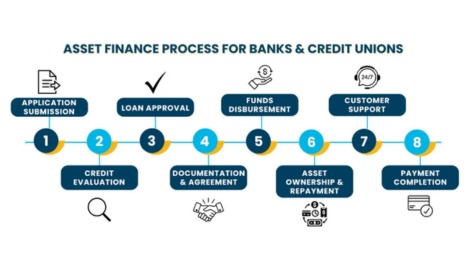 ASSET FINANCE PROCESS FOR BANKS & CREDIT UNIONS
APPLICATION
SUBMISSION
1
2
CREDIT
EVALUATION
LOAN APPROVAL
3
4
DOCUMENTATION
& AGREEMENT
FUNDS
DISBURSEMENT
5
6
ASSET
OWNERSHIP &
REPAYMENT
24/7
CUSTOMER
SUPPORT
7
8
PAYMENT
COMPLETION